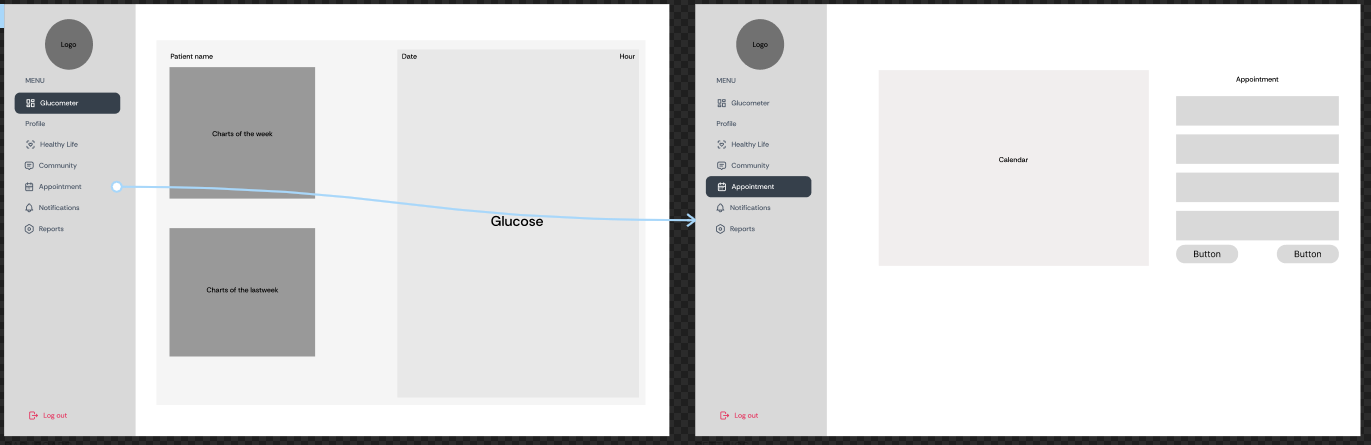 Logo
MENU
Glucometer
Profile
Healthy Life
Community
Appointment
Notifications
Reports
Log out
Patient name
Charts of the week
Charts of the lastweek
Date
Hour
Glucose
Logo
MENU
Glucometer
Profile
Healthy Life
Community
Appointment
Notifications
Reports
Log out
Calendar
Appointment
Button
Button